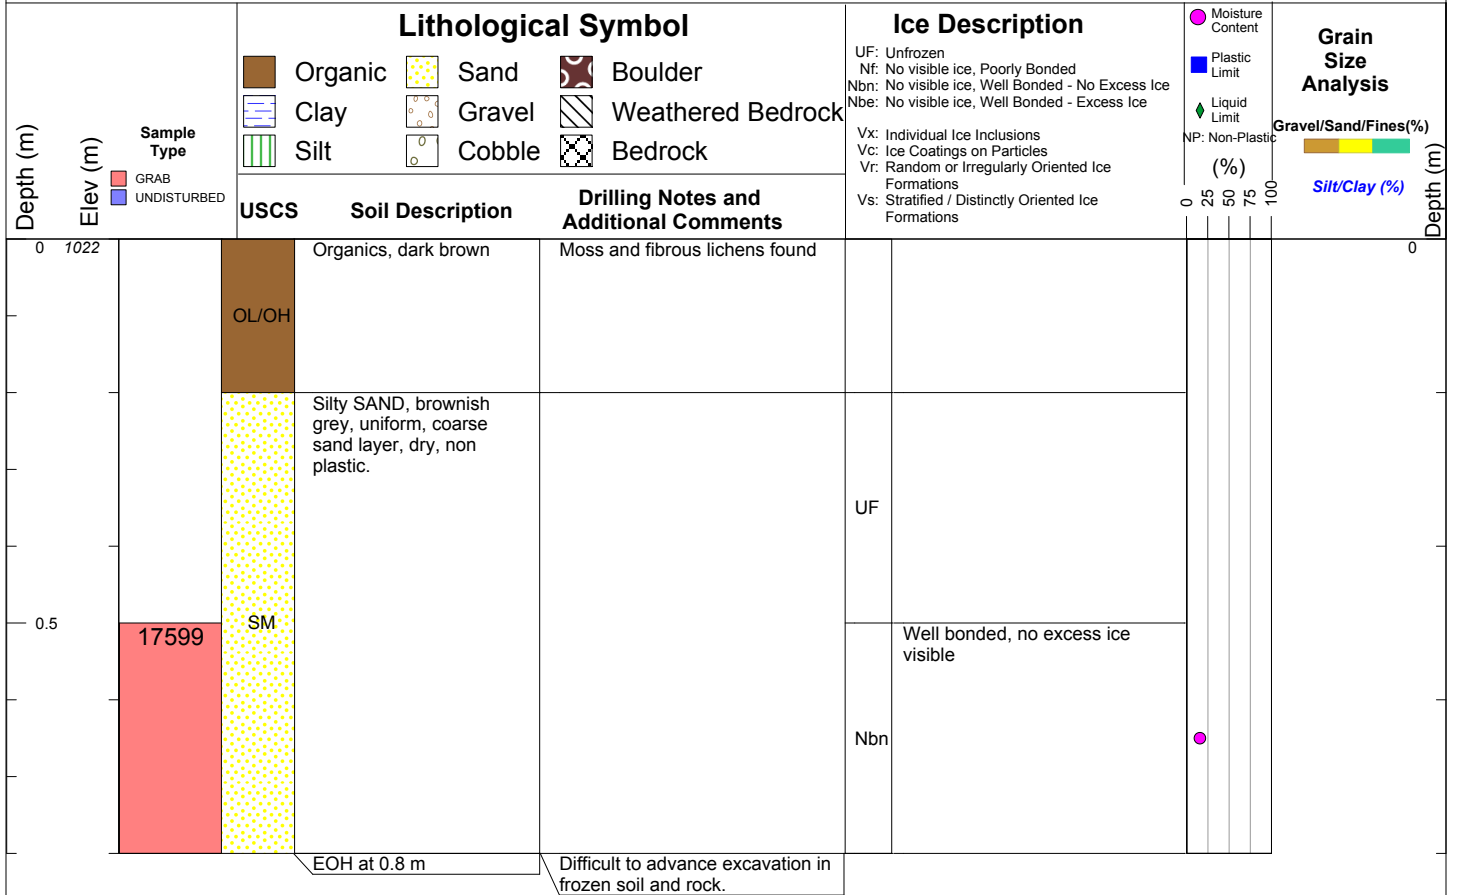 Lithological Symbol
Organic
Sand
Boulder
Clay
Gravel
Weathered Bedrock
Silt
Cobble
Bedrock
Ice Description
UF: Unfrozen
Nf: No visible ice, Poorly Bonded
Nbn: No visible ice, Well Bonded - No Excess Ice
Nbe: No visible ice, Well Bonded - Excess Ice
Vx: Individual Ice Inclusions
Vc: Ice Coatings on Particles
Vr: Random or Irregularly Oriented Ice
Formations
Vs: Stratified / Distinctly Oriented Ice
Formations
Moisture
Content
Plastic
Limit
Liquid
Limit
NP: Non-Plastic
(%)
0 25 50 75 100
Grain
Size
Analysis
Gravel/Sand/Fines(%)
Silt/Clay (%)
Depth (m)
Depth (m)
Elev (m)
Sample
Type
GRAB
UNDISTURBED
USCS
Soil Description
Drilling Notes and
Additional Comments
0 1022
Organics, dark brown
Moss and fibrous lichens found
0
OL/OH
Silty SAND, brownish
grey, uniform, coarse
sand layer, dry, non
plastic.
UF
0.5
17599
SM
Well bonded, no excess ice
visible
Nbn
EOH at 0.8 m
Difficult to advance excavation in
frozen soil and rock.